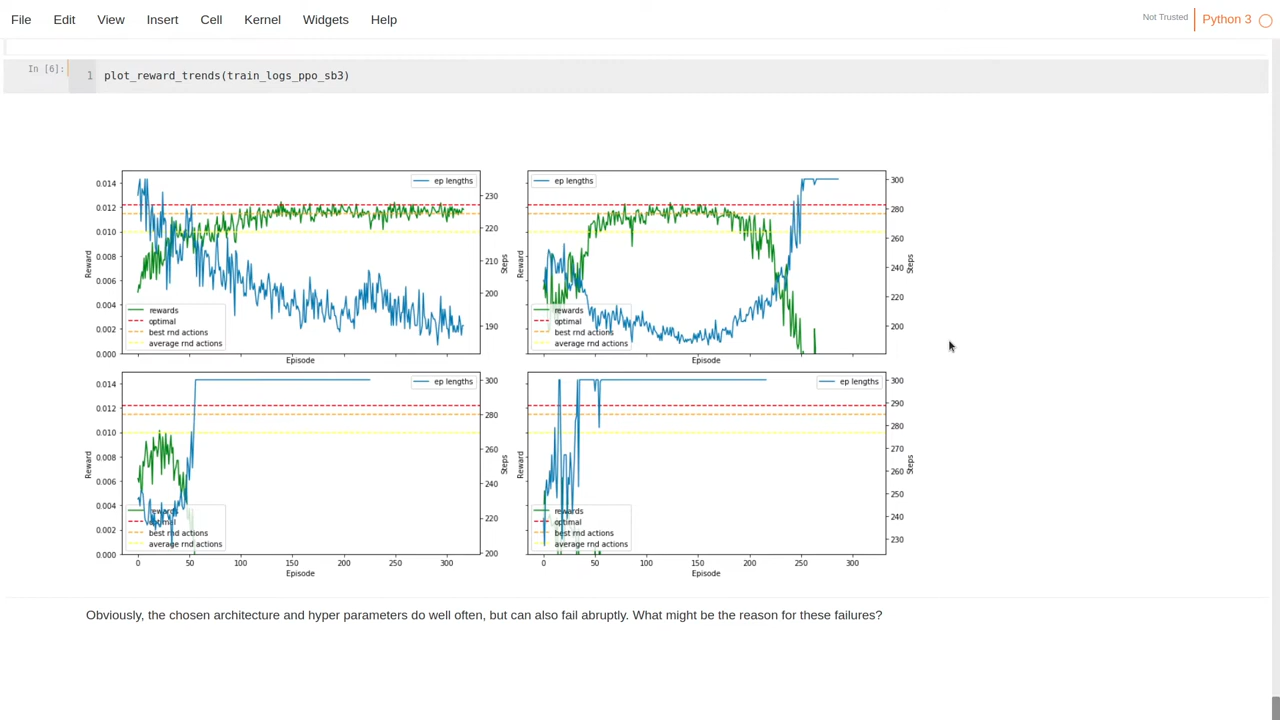 File Edit View Insert Cell Kernel Widgets Help Not Trusted Python 3
In [6]: 1 plot_reward_trends(train_logs_ppo_sb3)
ep lengths
0.014
0.012
0.010
0.008
0.006
0.004
0.002
0.000
Reward
230
220
210
200
190
Steps
rewards
optimal
best rnd actions
average rnd actions
Episode
ep lengths
Reward
300
280
260
240
220
200
Steps
rewards
optimal
best rnd actions
average rnd actions
Episode
ep lengths
0.014
0.012
0.010
0.008
0.006
0.004
0.002
0.000
Reward
300
280
260
240
220
200
Steps
rewards
optimal
best rnd actions
average rnd actions
0 50 100 150 200 250 300
Episode
ep lengths
Reward
300
290
280
270
260
250
240
230
Steps
rewards
optimal
best rnd actions
average rnd actions
0 50 100 150 200 250 300
Episode
Obviously, the chosen architecture and hyper parameters do well often, but can also fail abruptly. What might be the reason for these failures?